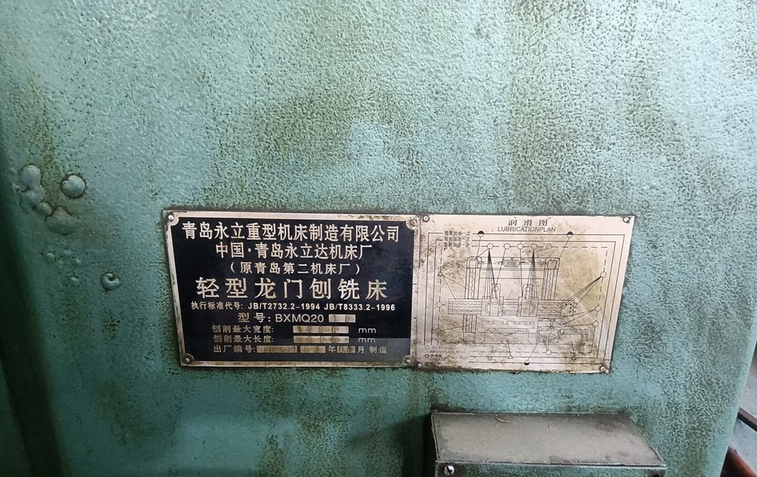 青岛永立重型机床制造有限公司
中国·青岛永立达机床厂
(原青岛第二机床厂)
轻型龙门刨铣床
执行标准代号: JB/T2732.2-1994 JB/T8333.2-1996
型号: BXMQ20
刨削最大宽度: mm
刨削最大长度: mm
出厂编号: 年 月制造
润滑图
LUBRICATIONPLAN